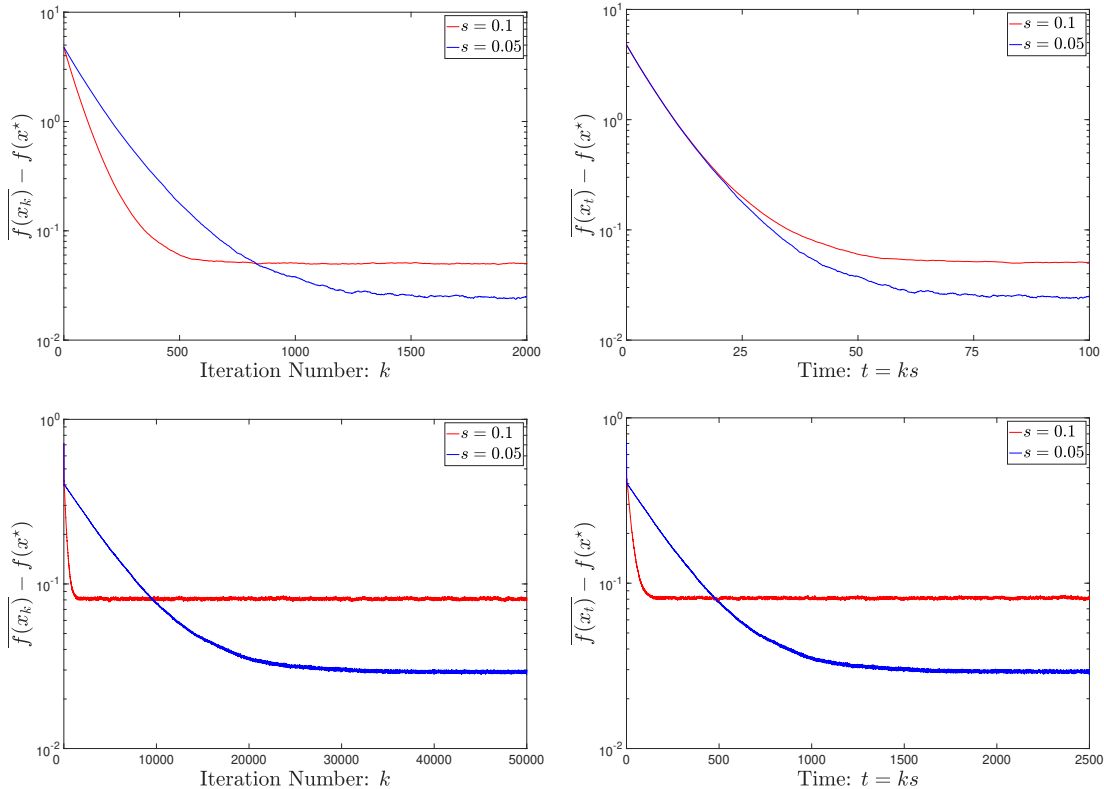 10^1
s = 0.1
s = 0.05
10^0
10^-1
10^-2
0 500 1000 1500 2000
Iteration Number: k
\overline{f(x_k)} − f(x^⋆)
10^1
s = 0.1
s = 0.05
10^0
10^-1
10^-2
0 25 50 75 100
Time: t = ks
\overline{f(x_t)} − f(x^⋆)
10^0
s = 0.1
s = 0.05
10^-1
10^-2
0 10000 20000 30000 40000 50000
Iteration Number: k
\overline{f(x_k)} − f(x^⋆)
10^0
s = 0.1
s = 0.05
10^-1
10^-2
0 500 1000 1500 2000 2500
Time: t = ks
\overline{f(x_t)} − f(x^⋆)